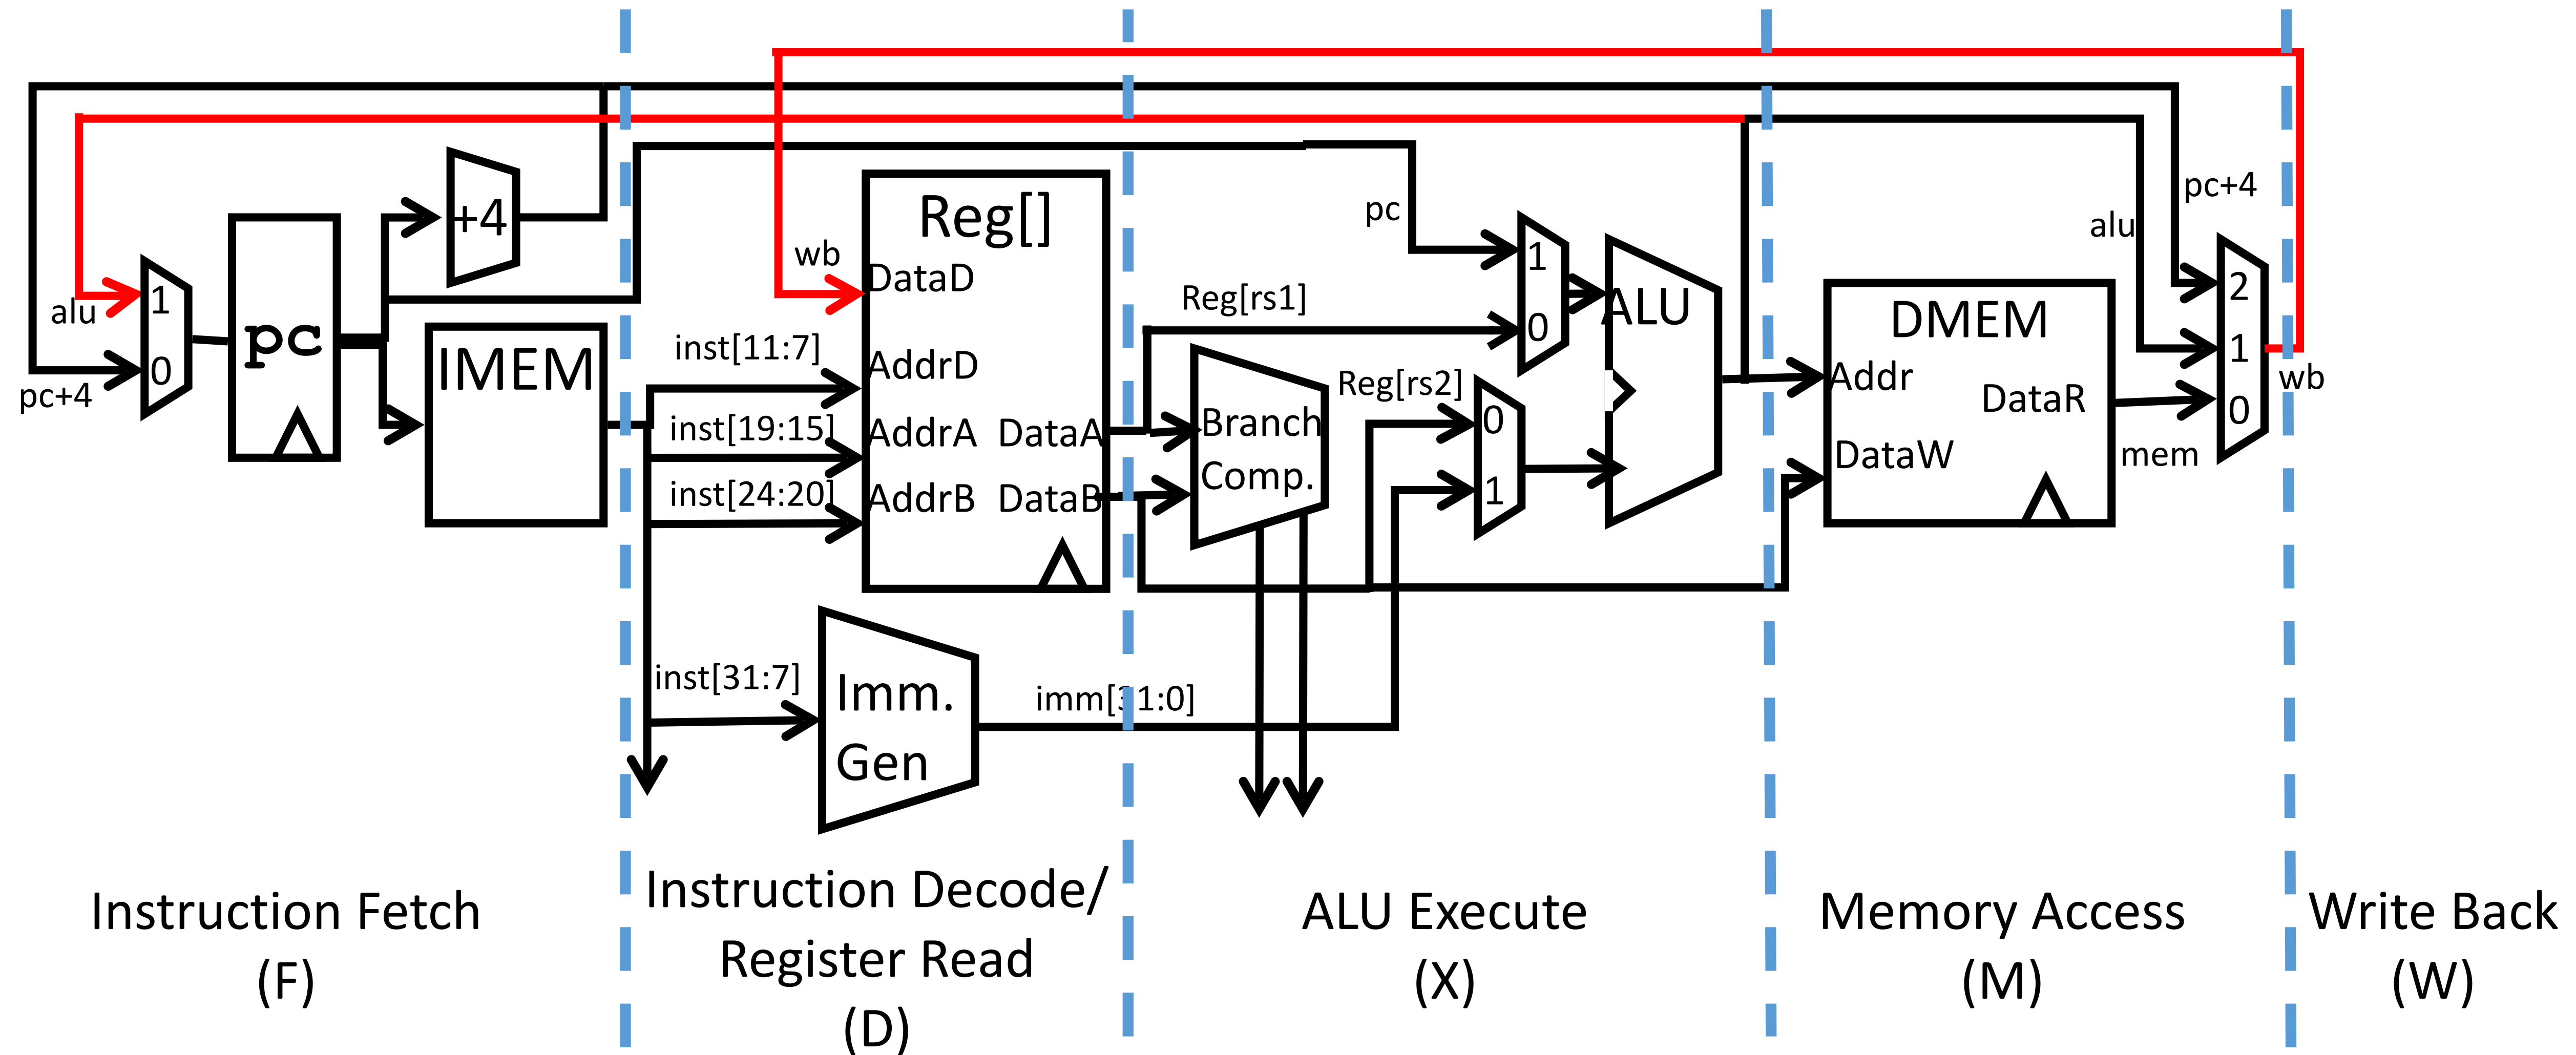 pc+4
alu
wb
pc
alu
pc+4
1
0
pc
+4
IMEM
Reg[]
DataD
AddrD
AddrA
DataA
AddrB
DataB
inst[11:7]
inst[19:15]
inst[24:20]
inst[31:7]
Imm.
Gen
imm[31:0]
Reg[rs1]
Branch
Comp.
Reg[rs2]
1
0
0
1
ALU
DMEM
Addr
DataR
DataW
mem
2
1
0
wb
Instruction Fetch
(F)
Instruction Decode/
Register Read
(D)
ALU Execute
(X)
Memory Access
(M)
Write Back
(W)